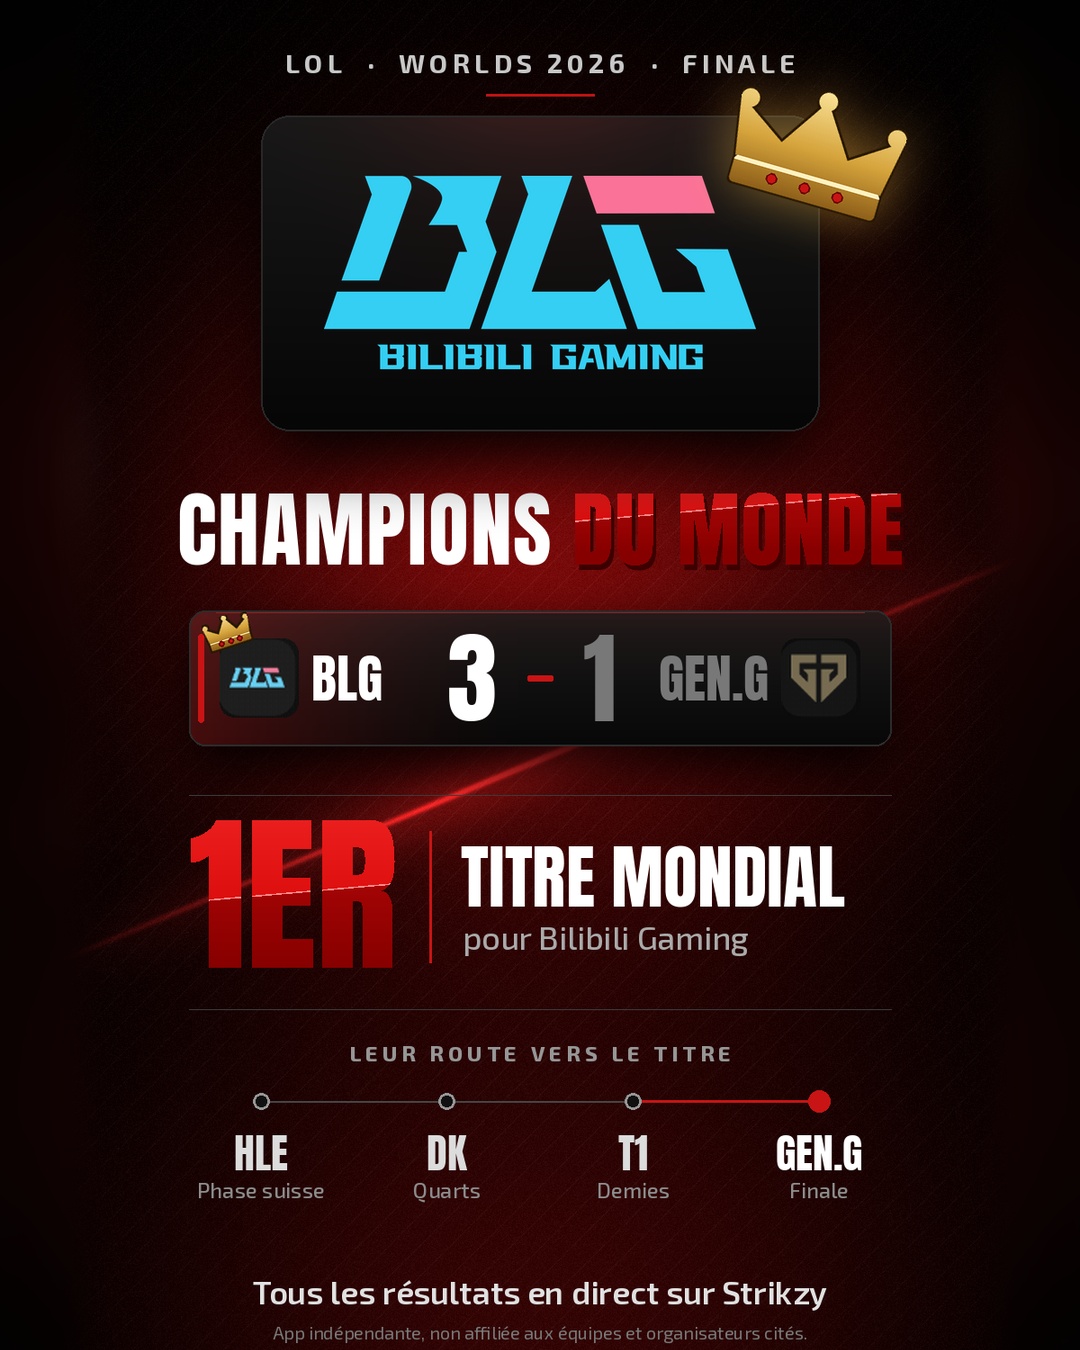 LOL · WORLDS 2026 · FINALE
BLG
BILIBILI GAMING
CHAMPIONS DU MONDE
BLG BLG 3 – 1 GEN.G GG
1ER
TITRE MONDIAL
pour Bilibili Gaming
LEUR ROUTE VERS LE TITRE
HLE DK T1 GEN.G
Phase suisse Quarts Demies Finale
Tous les résultats en direct sur Strikzy
App indépendante, non affiliée aux équipes et organisateurs cités.